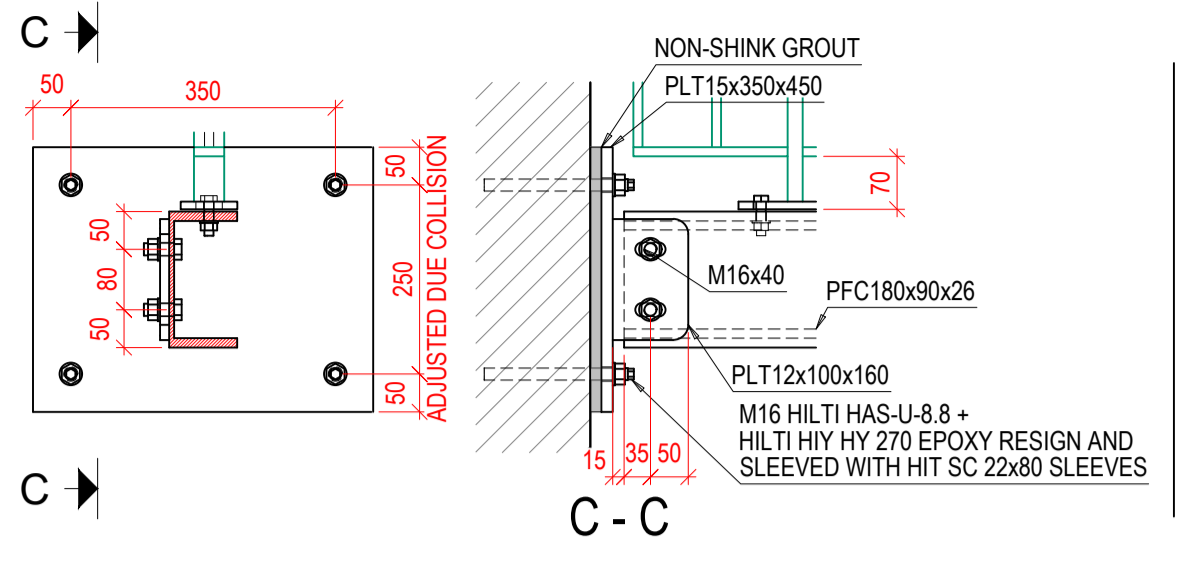 C
50
350
50
250
50
ADJUSTED DUE COLLISION
50
80
50
C
NON-SHINK GROUT
PLT15x350x450
70
M16x40
PFC180x90x26
PLT12x100x160
M16 HILTI HAS-U-8.8 +
HILTI HIY HY 270 EPOXY RESIGN AND
SLEEVED WITH HIT SC 22x80 SLEEVES
15
35
50
C - C